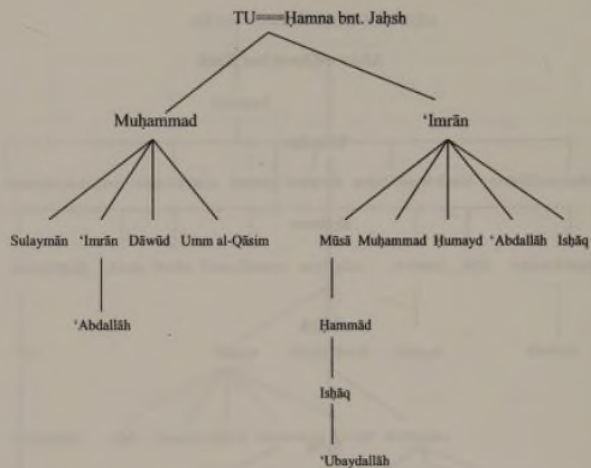 TU═══Ḥamna bnt. Jaḥsh
Muḥammad ʿImrān
Sulaymān ʿImrān Dāwūd Umm al-Qāsim Mūsā Muḥammad Ḥumayd ʿAbdallāh Isḥāq
ʿAbdallāh Ḥammād
Isḥāq
ʿUbaydallāh